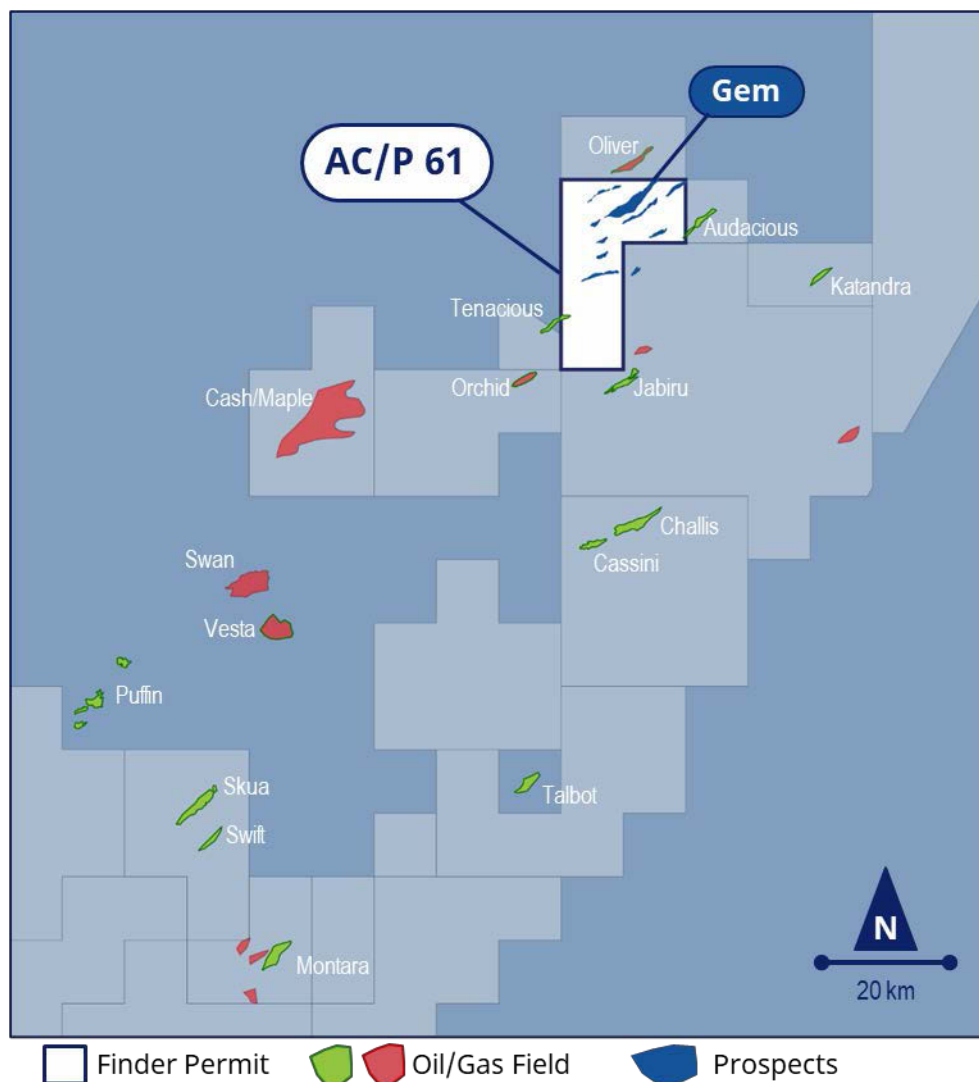 Gem
Oliver
AC/P 61
Audacious
Katandra
Tenacious
Cash/Maple
Orchid
Jabiru
Challis
Cassini
Swan
Vesta
Puffin
Skua
Talbot
Swift
Montara
N
20 km
Finder Permit
Oil/Gas Field
Prospects